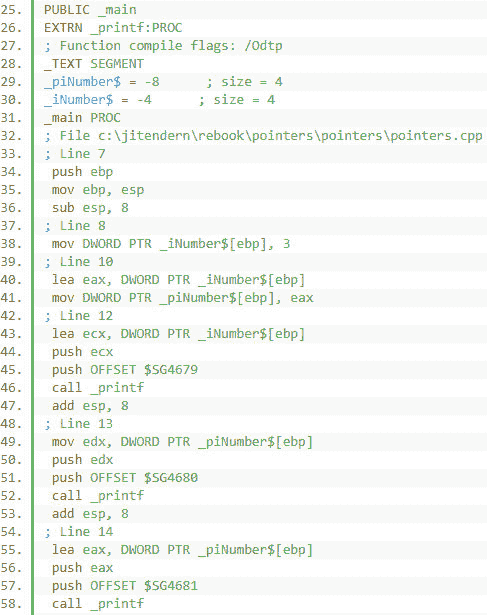 25. PUBLIC _main
26. EXTRN _printf:PROC
27. ; Function compile flags: /Odtp
28. _TEXT SEGMENT
29. _piNumber$ = -8      ; size = 4
30. _iNumber$ = -4      ; size = 4
31. _main PROC
32. ; File c:\jitendern\rebook\pointers\pointers\pointers.cpp
33. ; Line 7
34.  push ebp
35.  mov ebp, esp
36.  sub esp, 8
37. ; Line 8
38.  mov DWORD PTR _iNumber$[ebp], 3
39. ; Line 10
40.  lea eax, DWORD PTR _iNumber$[ebp]
41.  mov DWORD PTR _piNumber$[ebp], eax
42. ; Line 12
43.  lea ecx, DWORD PTR _iNumber$[ebp]
44.  push ecx
45.  push OFFSET $SG4679
46.  call _printf
47.  add esp, 8
48. ; Line 13
49.  mov edx, DWORD PTR _piNumber$[ebp]
50.  push edx
51.  push OFFSET $SG4680
52.  call _printf
53.  add esp, 8
54. ; Line 14
55.  lea eax, DWORD PTR _piNumber$[ebp]
56.  push eax
57.  push OFFSET $SG4681
58.  call _printf